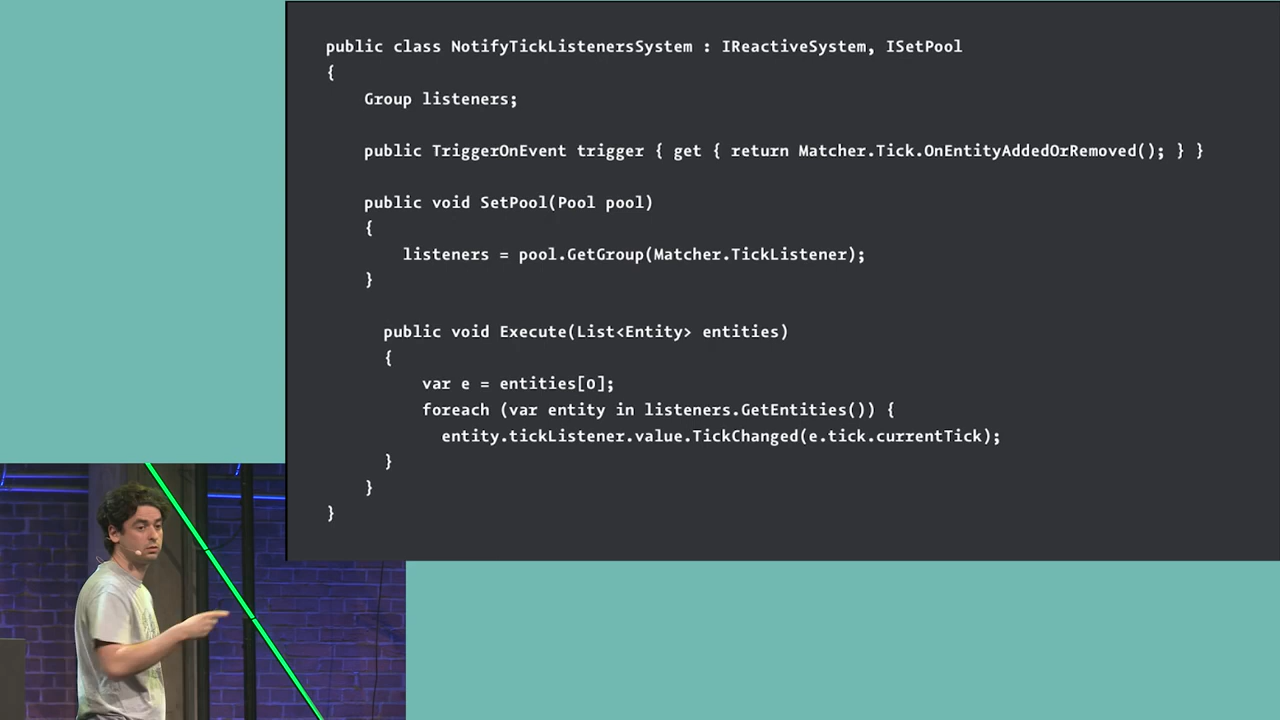 public class NotifyTickListenersSystem : IReactiveSystem, ISetPool
{
Group listeners;
public TriggerOnEvent trigger { get { return Matcher.Tick.OnEntityAddedOrRemoved(); } }
public void SetPool(Pool pool)
{
listeners = pool.GetGroup(Matcher.TickListener);
}
public void Execute(List<Entity> entities)
{
var e = entities[0];
foreach (var entity in listeners.GetEntities()) {
entity.tickListener.value.TickChanged(e.tick.currentTick);
}
}
}